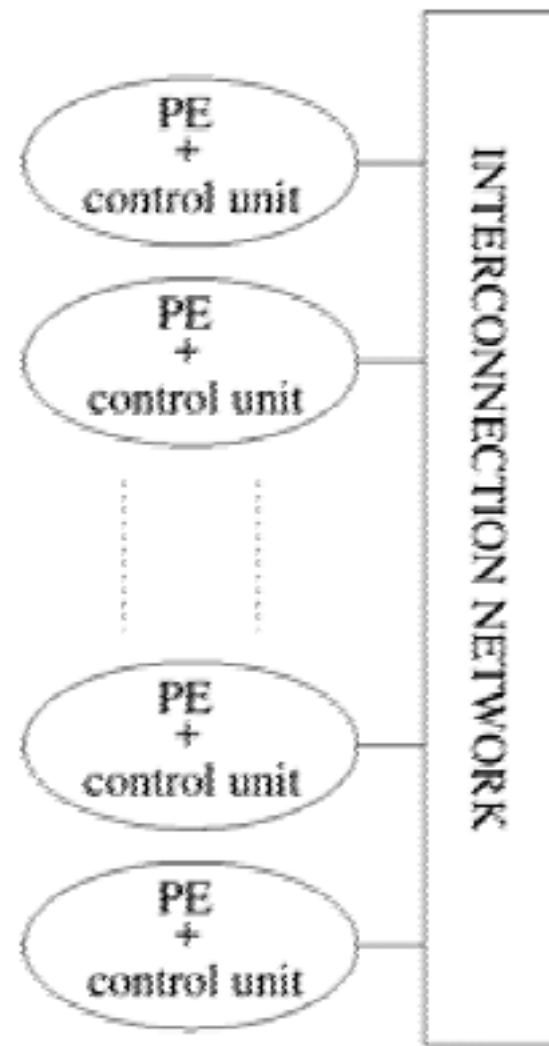 PE
+
control unit
PE
+
control unit
PE
+
control unit
PE
+
control unit
INTERCONNECTION NETWORK